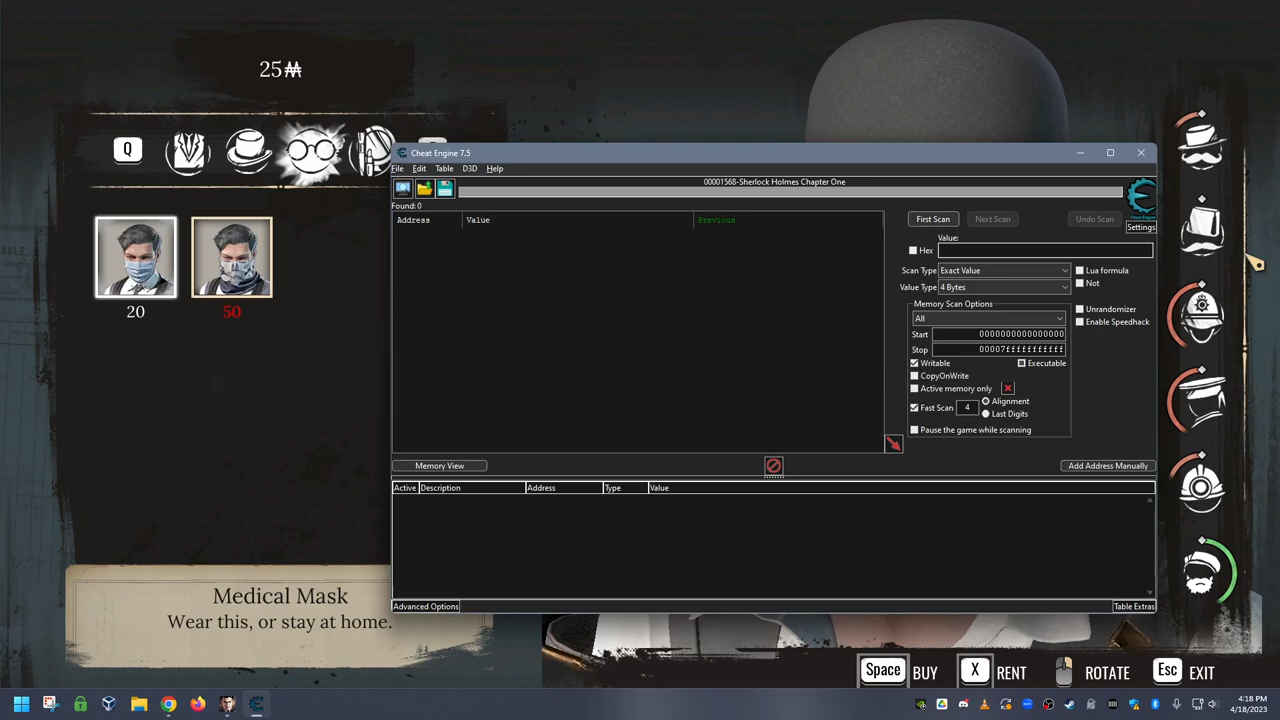 25₩
Q
20
50
Medical Mask
Wear this, or stay at home.
Cheat Engine 7.5
File Edit Table D3D Help
00001568-Sherlock Holmes Chapter One
Found: 0
Settings
Address Value Previous
First Scan Next Scan Undo Scan
Value:
Hex
Scan Type Exact Value Lua formula
Not
Value Type 4 Bytes
Memory Scan Options
All
Unrandomizer
Enable Speedhack
Start 0000000000000000
Stop 00007fffffffffff
Writable Executable
CopyOnWrite
Active memory only
Fast Scan 4 Alignment
Last Digits
Pause the game while scanning
Memory View Add Address Manually
Active Description Address Type Value
Advanced Options Table Extras
Space BUY X RENT ROTATE Esc EXIT
4:18 PM
4/18/2023